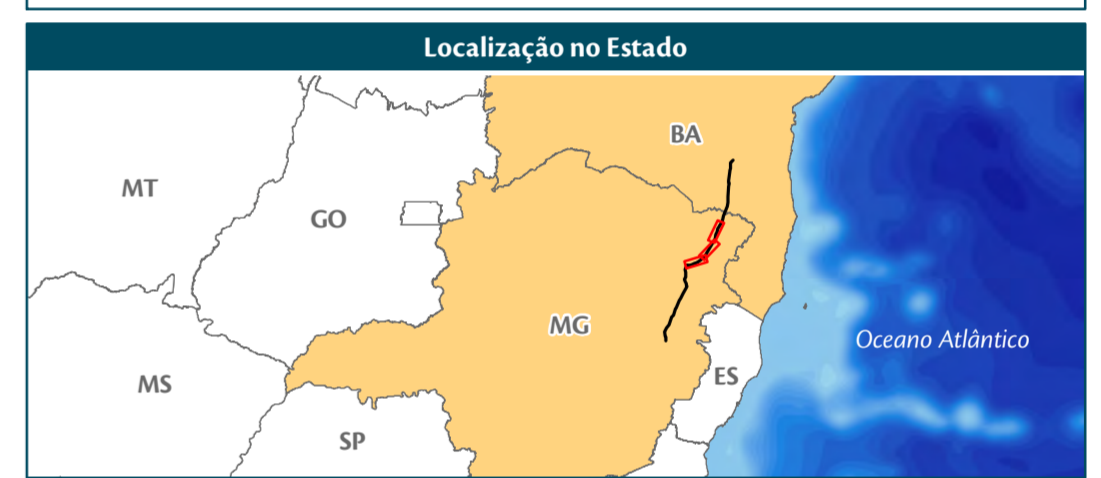 Localização no Estado
BA
MT
GO
MG
Oceano Atlântico
ES
MS
SP